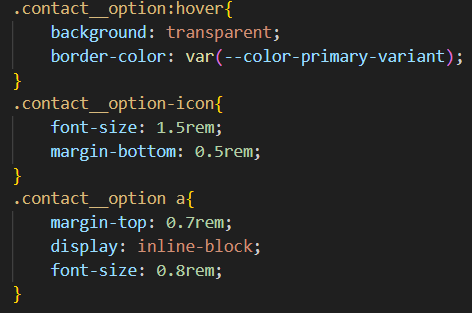 .contact__option:hover{
    background: transparent;
    border-color: var(--color-primary-variant);
}
.contact__option-icon{
    font-size: 1.5rem;
    margin-bottom: 0.5rem;
}
.contact__option a{
    margin-top: 0.7rem;
    display: inline-block;
    font-size: 0.8rem;
}